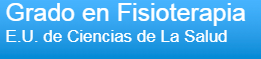 Grado en Fisioterapia
E.U. de Ciencias de La Salud